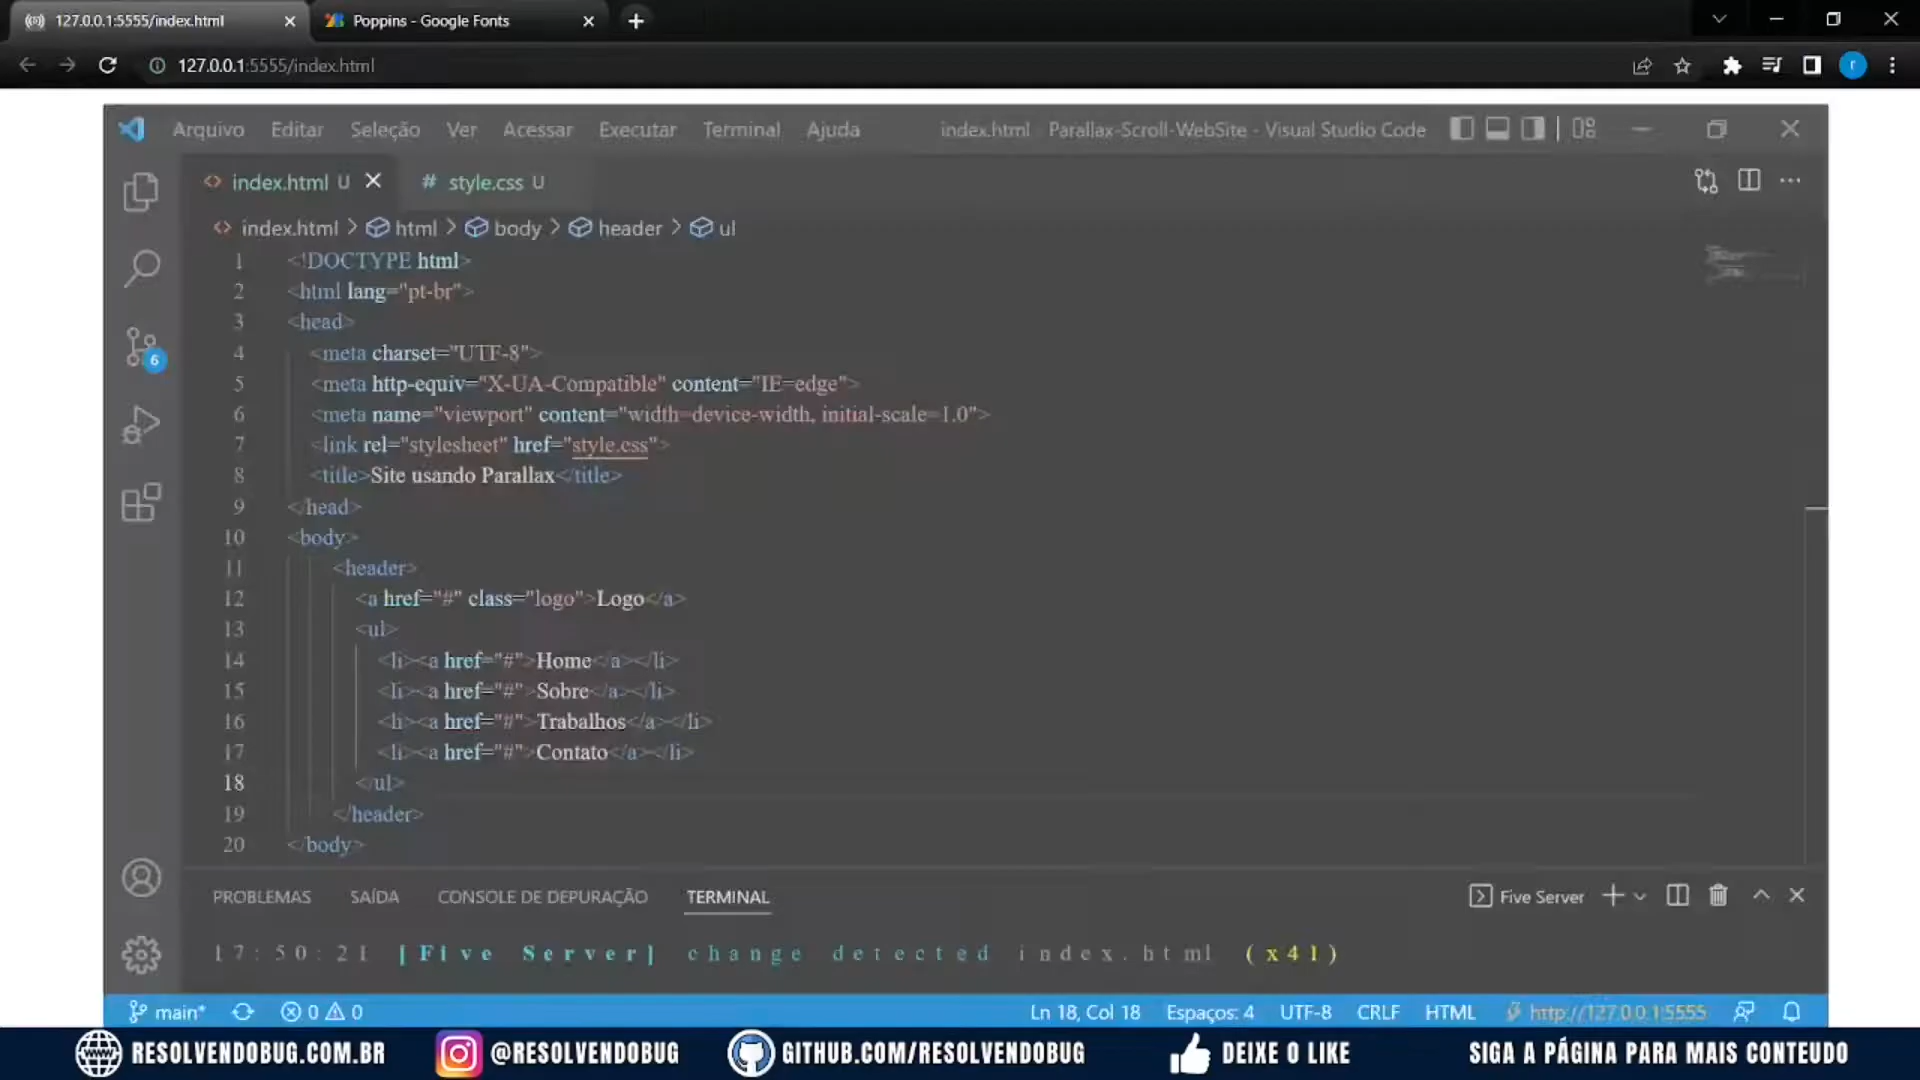 127.0.0.1:5555/index.html
Poppins - Google Fonts
127.0.0.1:5555/index.html
r
Arquivo Editar Seleção Ver Acessar Executar Terminal Ajuda index.html Parallax-Scroll-WebSite - Visual Studio Code
index.html U # style.css U
index.html > html > body > header > ul
1 <!DOCTYPE html>
2 <html lang="pt-br">
3 <head>
4 <meta charset="UTF-8">
5 <meta http-equiv="X-UA-Compatible" content="IE=edge">
6 <meta name="viewport" content="width=device-width, initial-scale=1.0">
7 <link rel="stylesheet" href="style.css">
8 <title>Site usando Parallax</title>
9 </head>
10 <body>
11 <header>
12 <a href="#" class="logo">Logo</a>
13 <ul>
14 <li><a href="#">Home</a></li>
15 <li><a href="#">Sobre</a></li>
16 <li><a href="#">Trabalhos</a></li>
17 <li><a href="#">Contato</a></li>
18 </ul>
19 </header>
20 </body>
6
PROBLEMAS SAÍDA CONSOLE DE DEPURAÇÃO TERMINAL Five Server
17:50:21 [Five Server] change detected index.html (x41)
main* 0 0 Ln 18, Col 18 Espaços: 4 UTF-8 CRLF HTML http://127.0.0.1:5555
RESOLVENDOBUG.COM.BR @RESOLVENDOBUG GITHUB.COM/RESOLVENDOBUG DEIXE O LIKE SIGA A PÁGINA PARA MAIS CONTEUDO